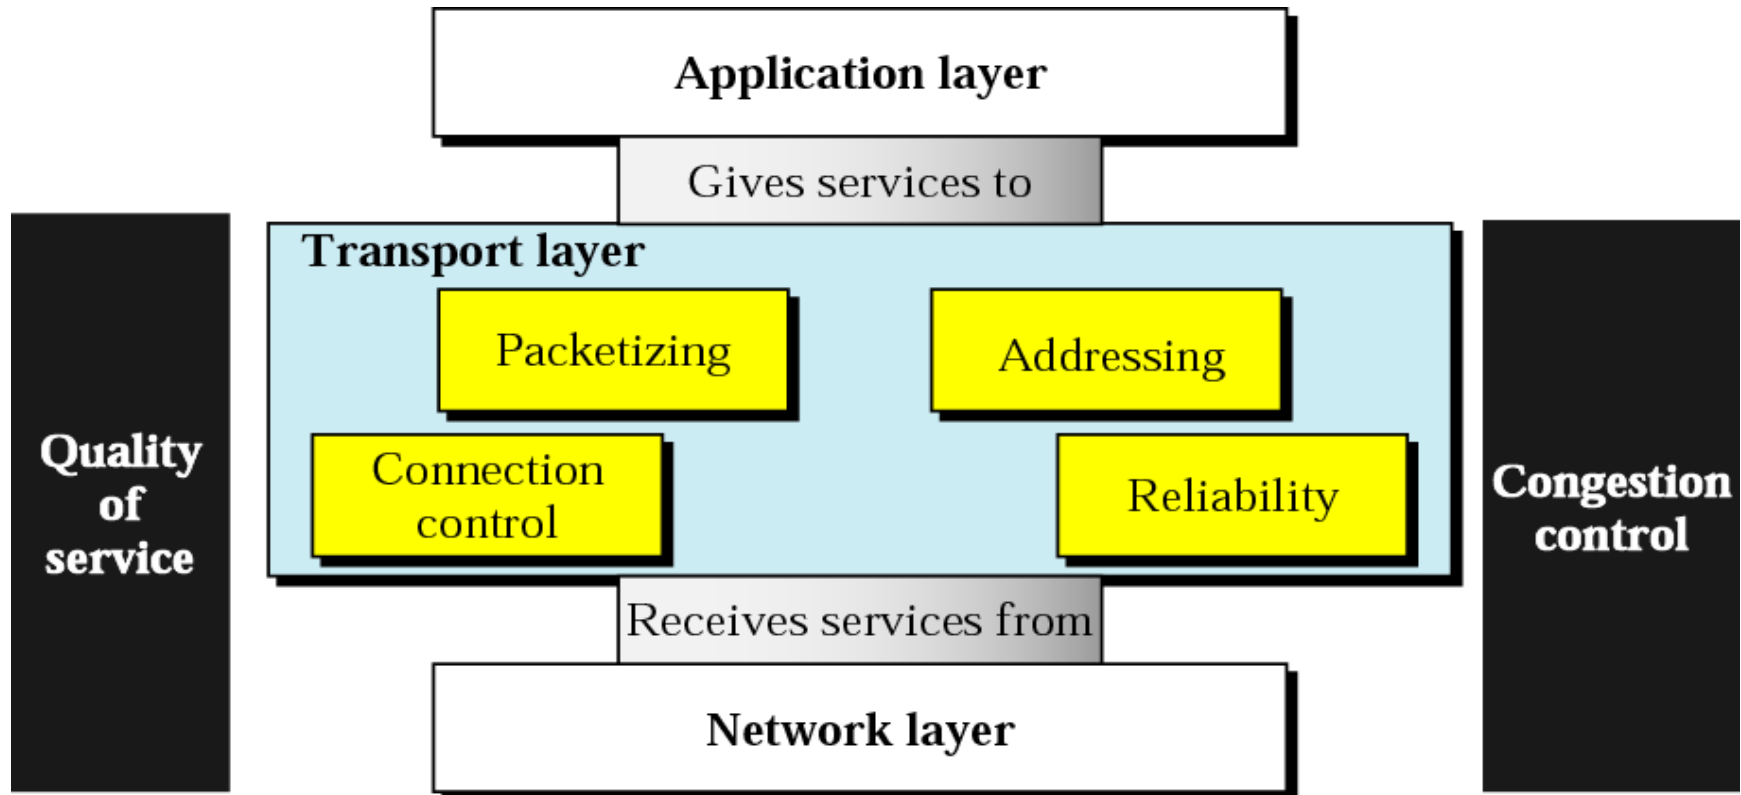 Application layer
Gives services to
Transport layer
Packetizing
Addressing
Connection
control
Reliability
Receives services from
Network layer
Quality
of
service
Congestion
control